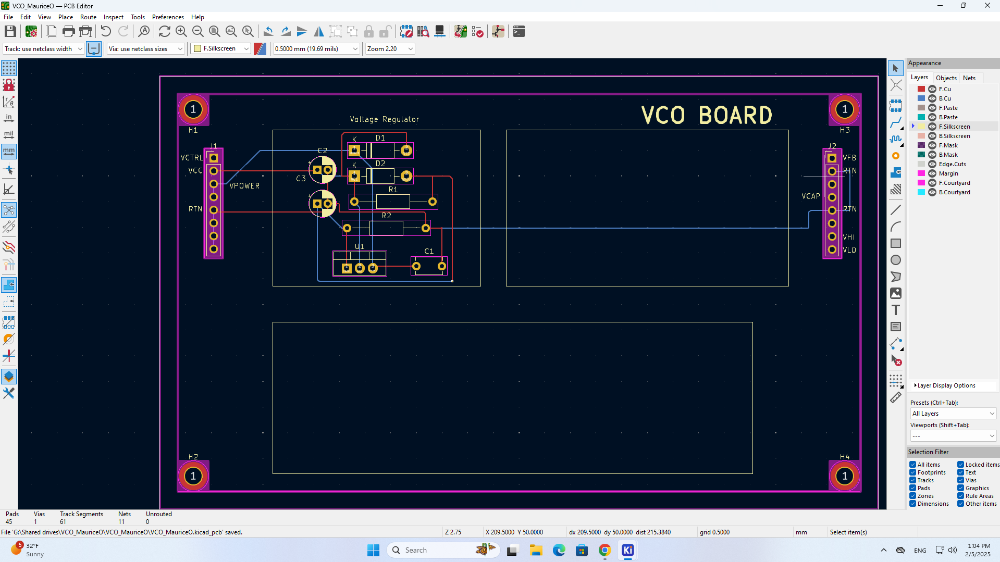 VCO_MauriceO — PCB Editor
File Edit View Place Route Inspect Tools Preferences Help
Track: use netclass width
Via: use netclass sizes
F.Silkscreen
0.5000 mm (19.69 mils)
Zoom 2.20
in
mil
mm
Appearance
Layers Objects Nets
F.Cu
B.Cu
F.Paste
B.Paste
F.Silkscreen
B.Silkscreen
F.Mask
B.Mask
Edge.Cuts
Margin
F.Courtyard
B.Courtyard
Layer Display Options
Presets (Ctrl+Tab):
All Layers
Viewports (Shift+Tab):
---
Selection Filter
All items Locked items
Footprints Text
Tracks Vias
Pads Graphics
Zones Rule Areas
Dimensions Other items
VCO BOARD
Voltage Regulator
1
H1
1
H3
J1
VCTRL
VCC
VPOWER
RTN
C2
C3
K D1
K D2
R1
R2
U1
C1
J2
VFB
RTN
VCAP
RTN
VHI
VLO
H2
1
H4
1
Pads Vias Track Segments Nets Unrouted
45 1 61 11 0
File 'G:\Shared drives\VCO_MauriceO\VCO_MauriceO\VCO_MauriceO.kicad_pcb' saved.
Z 2.75
X 209.5000 Y 50.0000
dx 209.5000 dy 50.0000 dist 215.3840
grid 0.5000
mm
Select item(s)
5
32°F
Sunny
Search
Ki
ENG
1:04 PM
2/5/2025